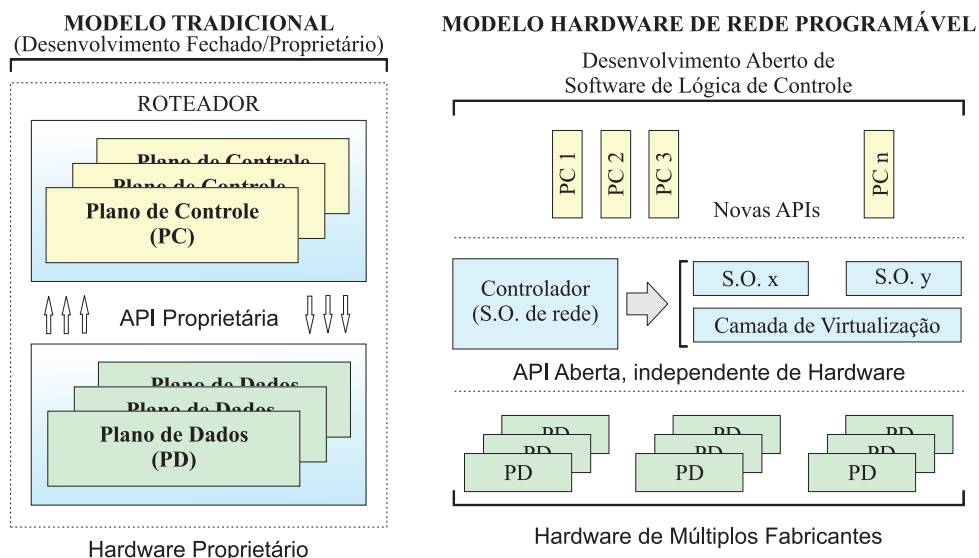 MODELO TRADICIONAL
(Desenvolvimento Fechado/Proprietário)
ROTEADOR
Plano de Controle
Plano de Controle
Plano de Controle
(PC)
API Proprietária
Plano de Dados
Plano de Dados
Plano de Dados
(PD)
Hardware Proprietário
MODELO HARDWARE DE REDE PROGRAMÁVEL
Desenvolvimento Aberto de
Software de Lógica de Controle
PC 1
PC 2
PC 3
PC n
Novas APIs
Controlador
(S.O. de rede)
S.O. x
S.O. y
Camada de Virtualização
API Aberta, independente de Hardware
PD
PD
PD
PD
PD
PD
PD
PD
PD
Hardware de Múltiplos Fabricantes